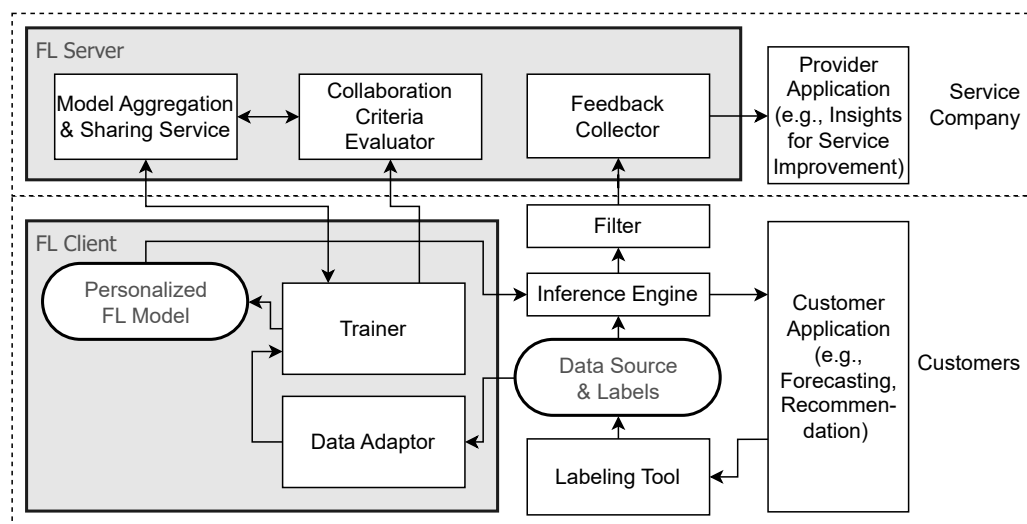 FL Server
Model Aggregation
& Sharing Service
Collaboration
Criteria
Evaluator
Feedback
Collector
Provider
Application
(e.g., Insights
for Service
Improvement)
Service
Company
FL Client
Personalized
FL Model
Trainer
Data Adaptor
Filter
Inference Engine
Data Source
& Labels
Labeling Tool
Customer
Application
(e.g.,
Forecasting,
Recommen-
dation)
Customers